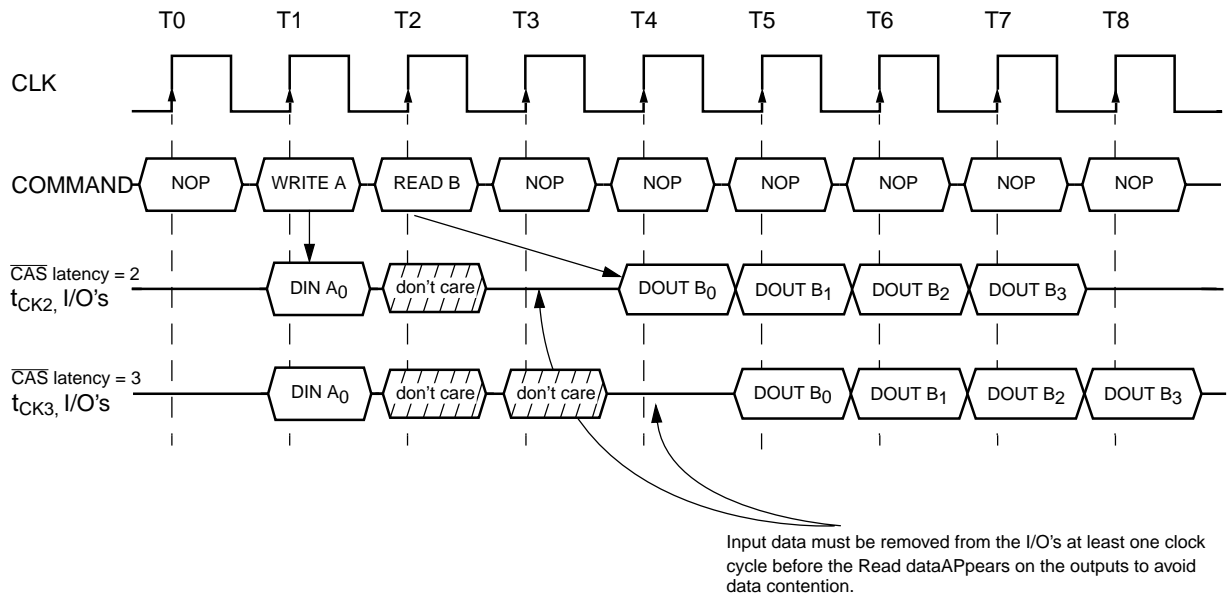 T0 T1 T2 T3 T4 T5 T6 T7 T8
CLK
COMMAND NOP WRITE A READ B NOP NOP NOP NOP NOP NOP
CAS latency = 2
tCK2, I/O's DIN A0 don't care DOUT B0 DOUT B1 DOUT B2 DOUT B3
CAS latency = 3
tCK3, I/O's DIN A0 don't care don't care DOUT B0 DOUT B1 DOUT B2 DOUT B3
Input data must be removed from the I/O's at least one clock
cycle before the Read dataAPpears on the outputs to avoid
data contention.